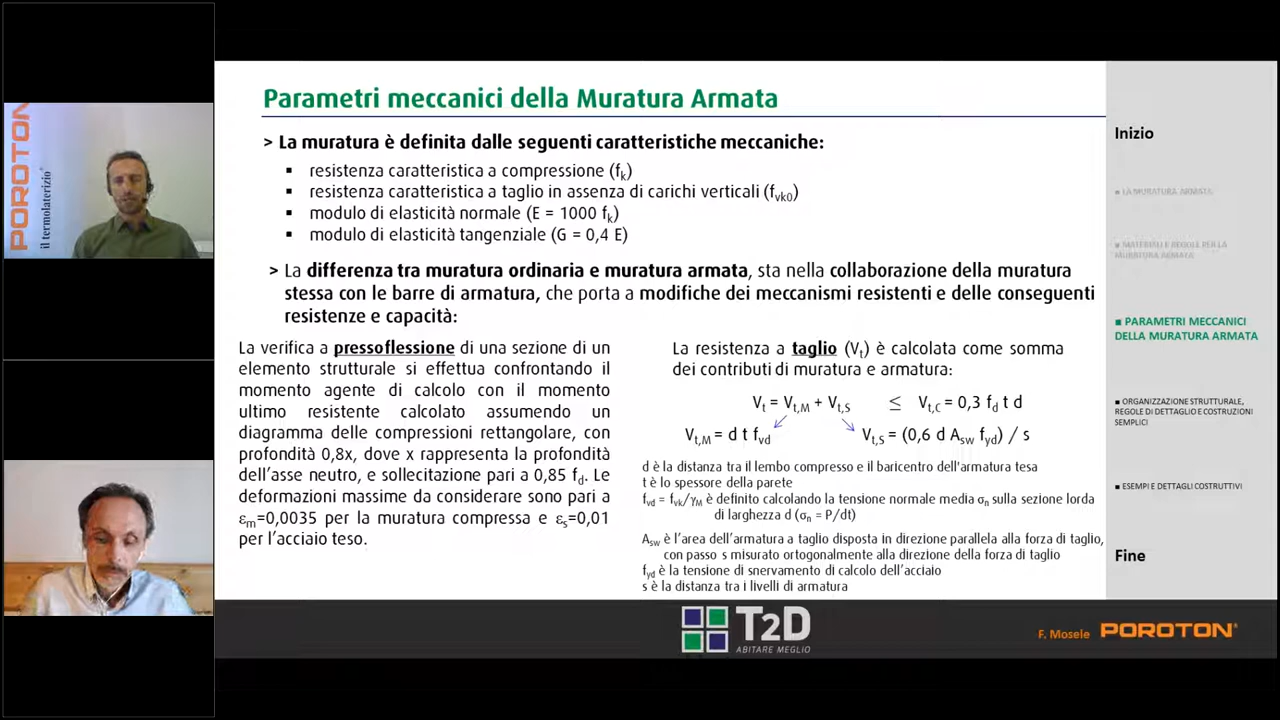 POROTON
il termolaterizio®
Parametri meccanici della Muratura Armata
> La muratura è definita dalle seguenti caratteristiche meccaniche:
▪ resistenza caratteristica a compressione (fk)
▪ resistenza caratteristica a taglio in assenza di carichi verticali (fvk0)
▪ modulo di elasticità normale (E = 1000 fk)
▪ modulo di elasticità tangenziale (G = 0,4 E)
> La differenza tra muratura ordinaria e muratura armata, sta nella collaborazione della muratura
stessa con le barre di armatura, che porta a modifiche dei meccanismi resistenti e delle conseguenti
resistenze e capacità:
La verifica a pressoflessione di una sezione di un
elemento strutturale si effettua confrontando il
momento agente di calcolo con il momento
ultimo resistente calcolato assumendo un
diagramma delle compressioni rettangolare, con
profondità 0,8x, dove x rappresenta la profondità
dell'asse neutro, e sollecitazione pari a 0,85 fd. Le
deformazioni massime da considerare sono pari a
εm=0,0035 per la muratura compressa e εs=0,01
per l'acciaio teso.
La resistenza a taglio (Vt) è calcolata come somma
dei contributi di muratura e armatura:
Vt = Vt,M + Vt,S ≤ Vt,C = 0,3 fd t d
Vt,M = d t fvd Vt,S = (0,6 d Asw fyd) / s
d è la distanza tra il lembo compresso e il baricentro dell'armatura tesa
t è lo spessore della parete
fvd = fvk/γM è definito calcolando la tensione normale media σn sulla sezione lorda
di larghezza d (σn = P/dt)
Asw è l'area dell'armatura a taglio disposta in direzione parallela alla forza di taglio,
con passo s misurato ortogonalmente alla direzione della forza di taglio
fyd è la tensione di snervamento di calcolo dell'acciaio
s è la distanza tra i livelli di armatura
Inizio
▪ LA MURATURA ARMATA
▪ MATERIALI E REGOLE PER LA
MURATURA ARMATA
▪ PARAMETRI MECCANICI
DELLA MURATURA ARMATA
▪ ORGANIZZAZIONE STRUTTURALE,
REGOLE DI DETTAGLIO E COSTRUZIONI
SEMPLICI
▪ ESEMPI E DETTAGLI COSTRUTTIVI
Fine
T2D
ABITARE MEGLIO
F. Mosele POROTON®